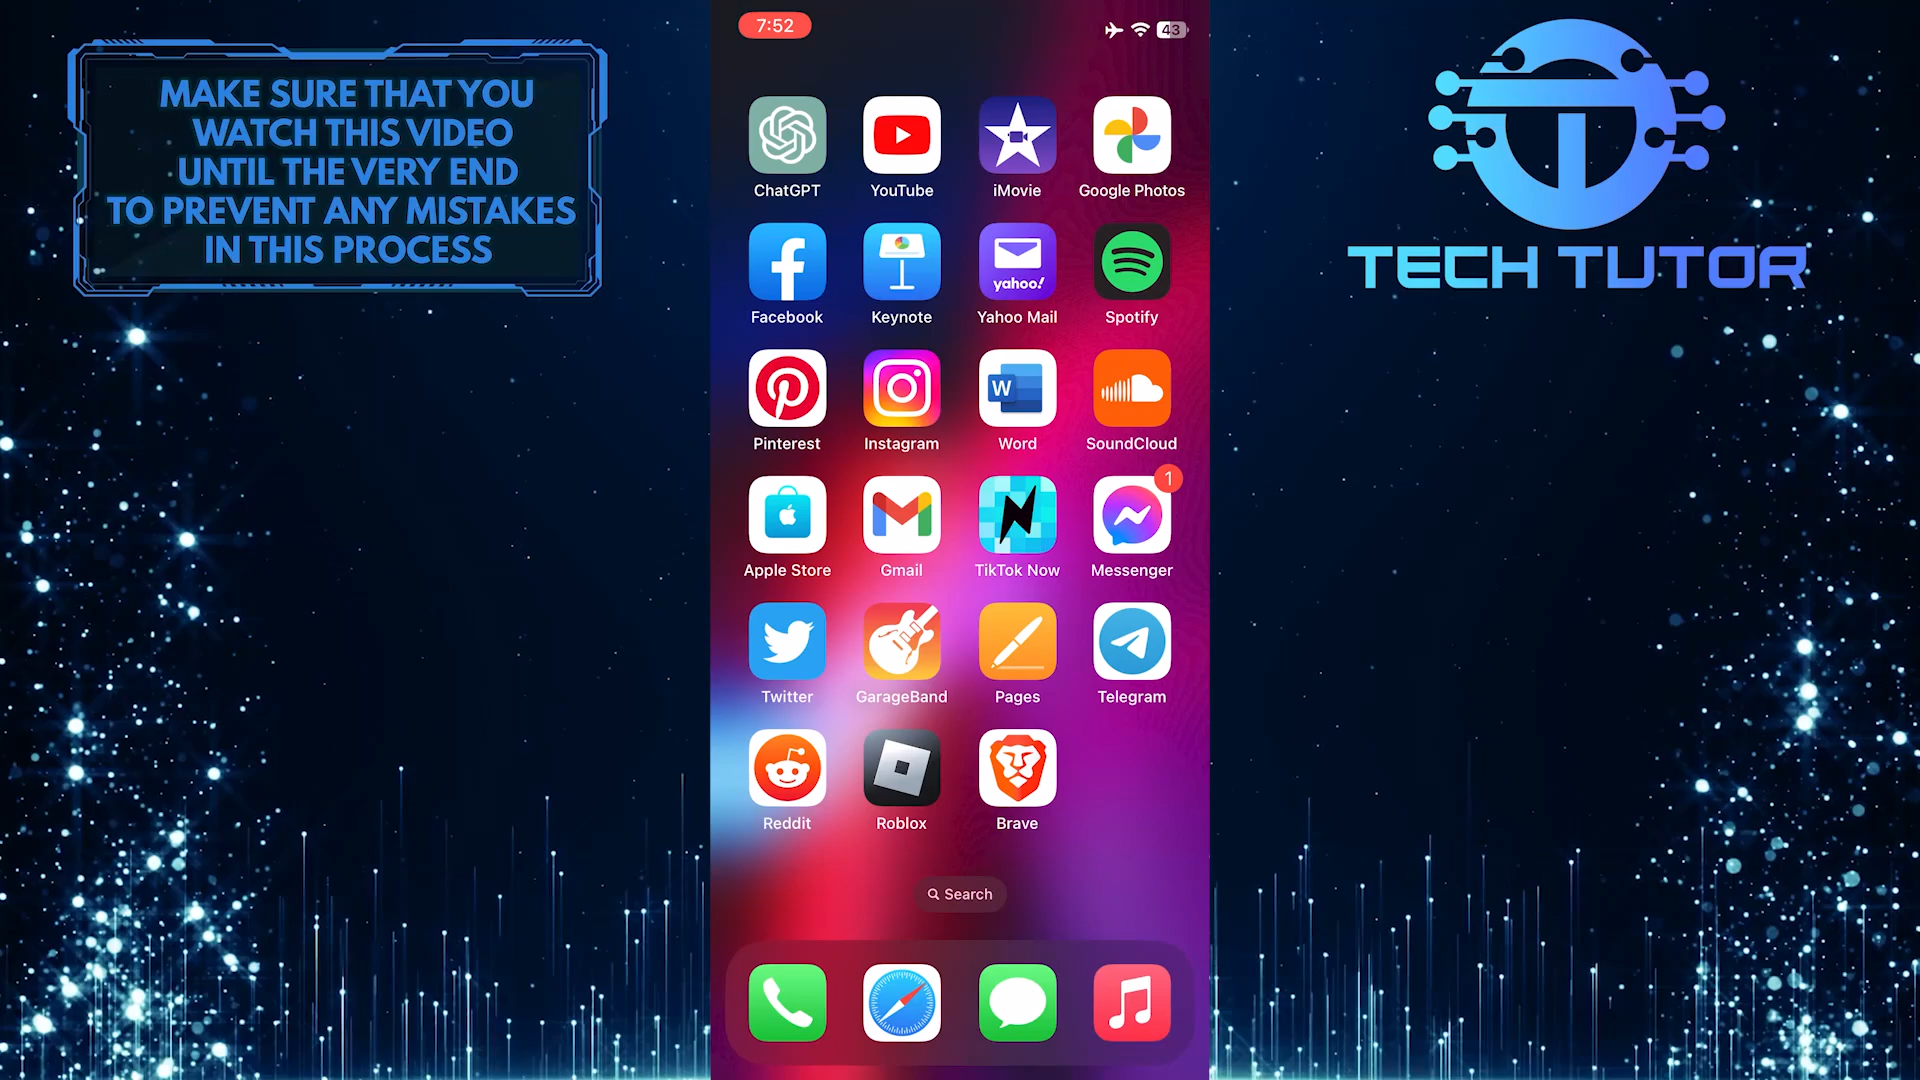 MAKE SURE THAT YOU
WATCH THIS VIDEO
UNTIL THE VERY END
TO PREVENT ANY MISTAKES
IN THIS PROCESS
7:52
43
ChatGPT
YouTube
iMovie
Google Photos
yahoo!
Facebook
Keynote
Yahoo Mail
Spotify
W
Pinterest
Instagram
Word
SoundCloud
1
Apple Store
Gmail
TikTok Now
Messenger
Twitter
GarageBand
Pages
Telegram
Reddit
Roblox
Brave
Search
TECH TUTOR